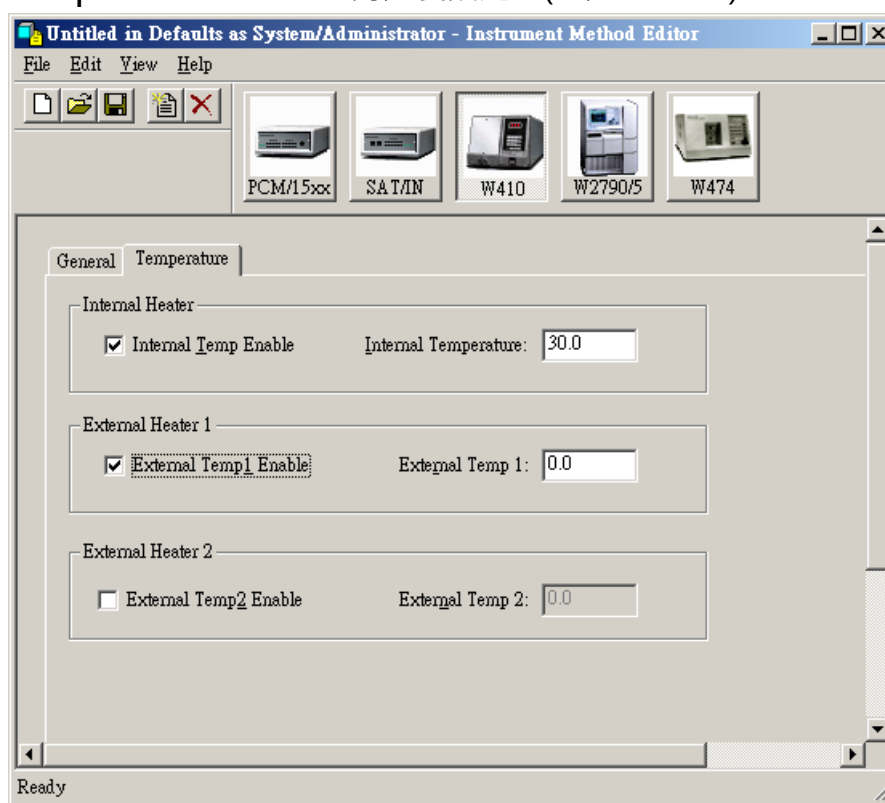 Untitled in Defaults as System/Administrator - Instrument Method Editor
File Edit View Help
PCM/15xx SAT/IN W410 W2790/5 W474
General Temperature
Internal Heater
Internal Temp Enable Internal Temperature: 30.0
External Heater 1
External Temp1 Enable External Temp 1: 0.0
External Heater 2
External Temp2 Enable External Temp 2: 0.0
Ready